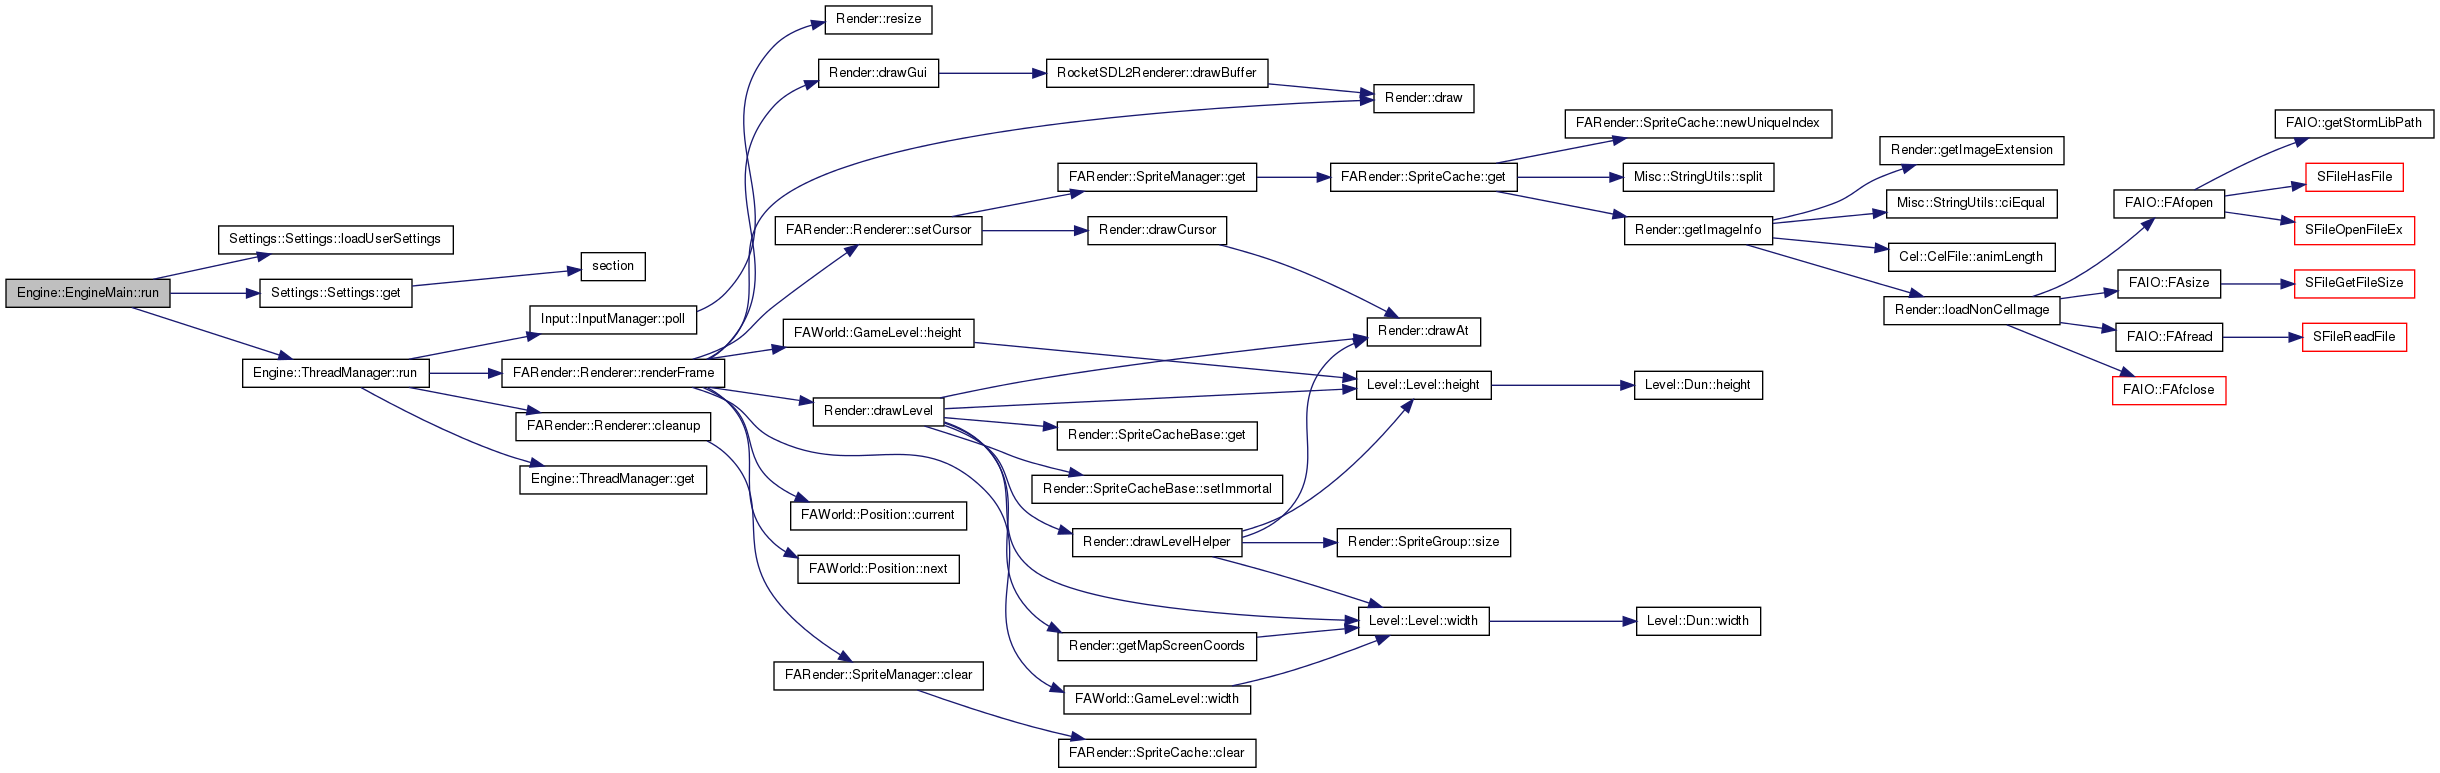 Engine::EngineMain::run
Settings::Settings::loadUserSettings
Settings::Settings::get
Engine::ThreadManager::run
section
Input::InputManager::poll
FARender::Renderer::renderFrame
FARender::Renderer::cleanup
Engine::ThreadManager::get
Render::resize
Render::drawGui
FARender::Renderer::setCursor
FAWorld::GameLevel::height
Render::drawLevel
FAWorld::Position::current
FAWorld::Position::next
FARender::SpriteManager::clear
RocketSDL2Renderer::drawBuffer
FARender::SpriteManager::get
Render::drawCursor
Render::SpriteCacheBase::get
Render::SpriteCacheBase::setImmortal
Render::drawLevelHelper
Render::getMapScreenCoords
FAWorld::GameLevel::width
FARender::SpriteCache::clear
Render::draw
FARender::SpriteCache::get
Render::drawAt
Level::Level::height
Render::SpriteGroup::size
Level::Level::width
FARender::SpriteCache::newUniqueIndex
Misc::StringUtils::split
Render::getImageInfo
Level::Dun::height
Level::Dun::width
Render::getImageExtension
Misc::StringUtils::ciEqual
Cel::CelFile::animLength
Render::loadNonCelImage
FAIO::FAfopen
FAIO::FAsize
FAIO::FAfread
FAIO::FAfclose
FAIO::getStormLibPath
SFileHasFile
SFileOpenFileEx
SFileGetFileSize
SFileReadFile